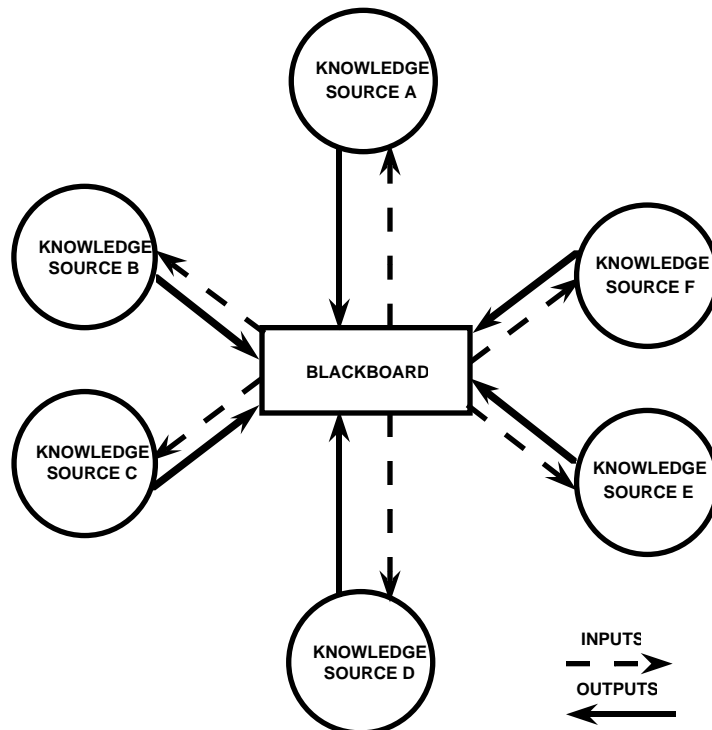 KNOWLEDGE
SOURCE A
KNOWLEDGE
SOURCE B
KNOWLEDGE
SOURCE F
BLACKBOARD
KNOWLEDGE
SOURCE C
KNOWLEDGE
SOURCE E
KNOWLEDGE
SOURCE D
INPUTS
OUTPUTS